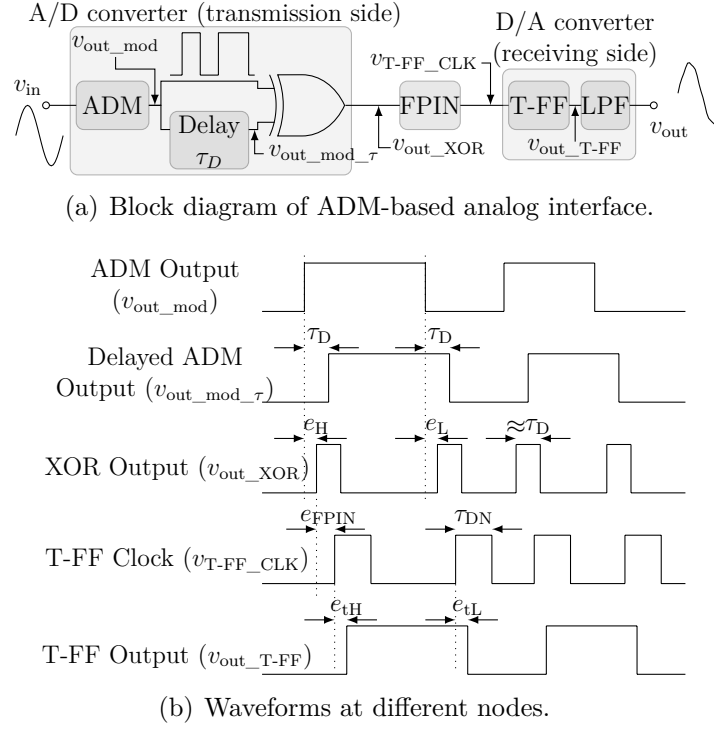 A/D converter (transmission side)
D/A converter
(receiving side)
v_out_mod
v_T-FF_CLK
v_in
ADM
Delay
τ_D
v_out_mod_τ
FPIN
v_out_XOR
T-FF
LPF
v_out_T-FF
v_out
(a) Block diagram of ADM-based analog interface.
ADM Output
(v_out_mod)
τ_D
τ_D
Delayed ADM
Output (v_out_mod_τ)
e_H
e_L
≈τ_D
XOR Output (v_out_XOR)
e_FPIN
τ_DN
T-FF Clock (v_T-FF_CLK)
e_tH
e_tL
T-FF Output (v_out_T-FF)
(b) Waveforms at different nodes.